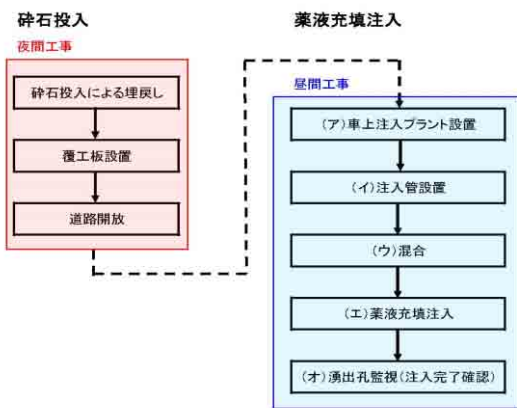 砕石投入
夜間工事
砕石投入による埋戻し
覆工板設置
道路開放
薬液充填注入
昼間工事
(ア)車上注入プラント設置
(イ)注入管設置
(ウ)混合
(エ)薬液充填注入
(オ)湧出孔監視(注入完了確認)